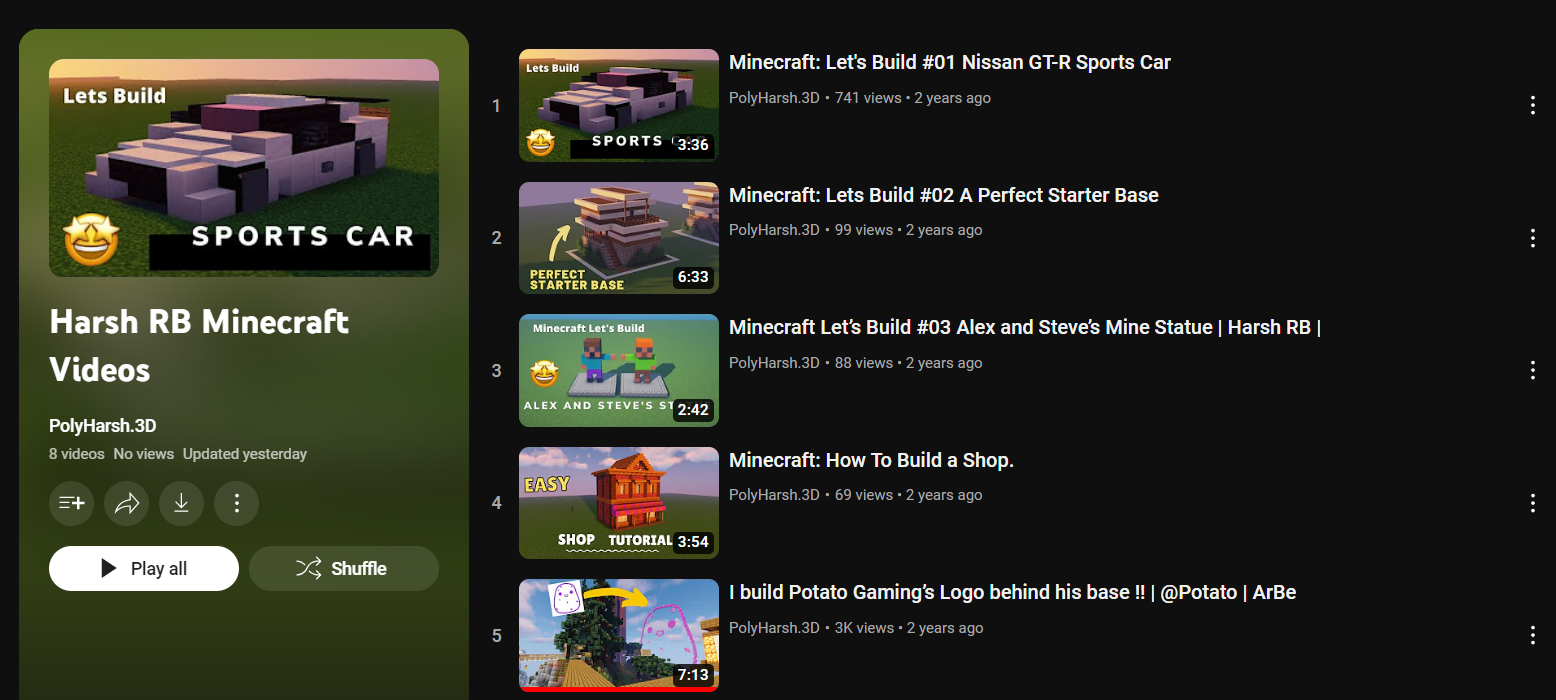 Lets Build
SPORTS CAR
Harsh RB Minecraft
Videos
PolyHarsh.3D
8 videos No views Updated yesterday
Play all
Shuffle
1
Lets Build
SPORTS
3:36
Minecraft: Let's Build #01 Nissan GT-R Sports Car
PolyHarsh.3D • 741 views • 2 years ago
2
PERFECT
STARTER BASE
6:33
Minecraft: Lets Build #02 A Perfect Starter Base
PolyHarsh.3D • 99 views • 2 years ago
3
Minecraft Let's Build
ALEX AND STEVE'S
2:42
Minecraft Let’s Build #03 Alex and Steve’s Mine Statue | Harsh RB |
PolyHarsh.3D • 88 views • 2 years ago
4
EASY
SHOP TUTORIAL
3:54
Minecraft: How To Build a Shop.
PolyHarsh.3D • 69 views • 2 years ago
5
7:13
I build Potato Gaming’s Logo behind his base !! | @Potato | ArBe
PolyHarsh.3D • 3K views • 2 years ago